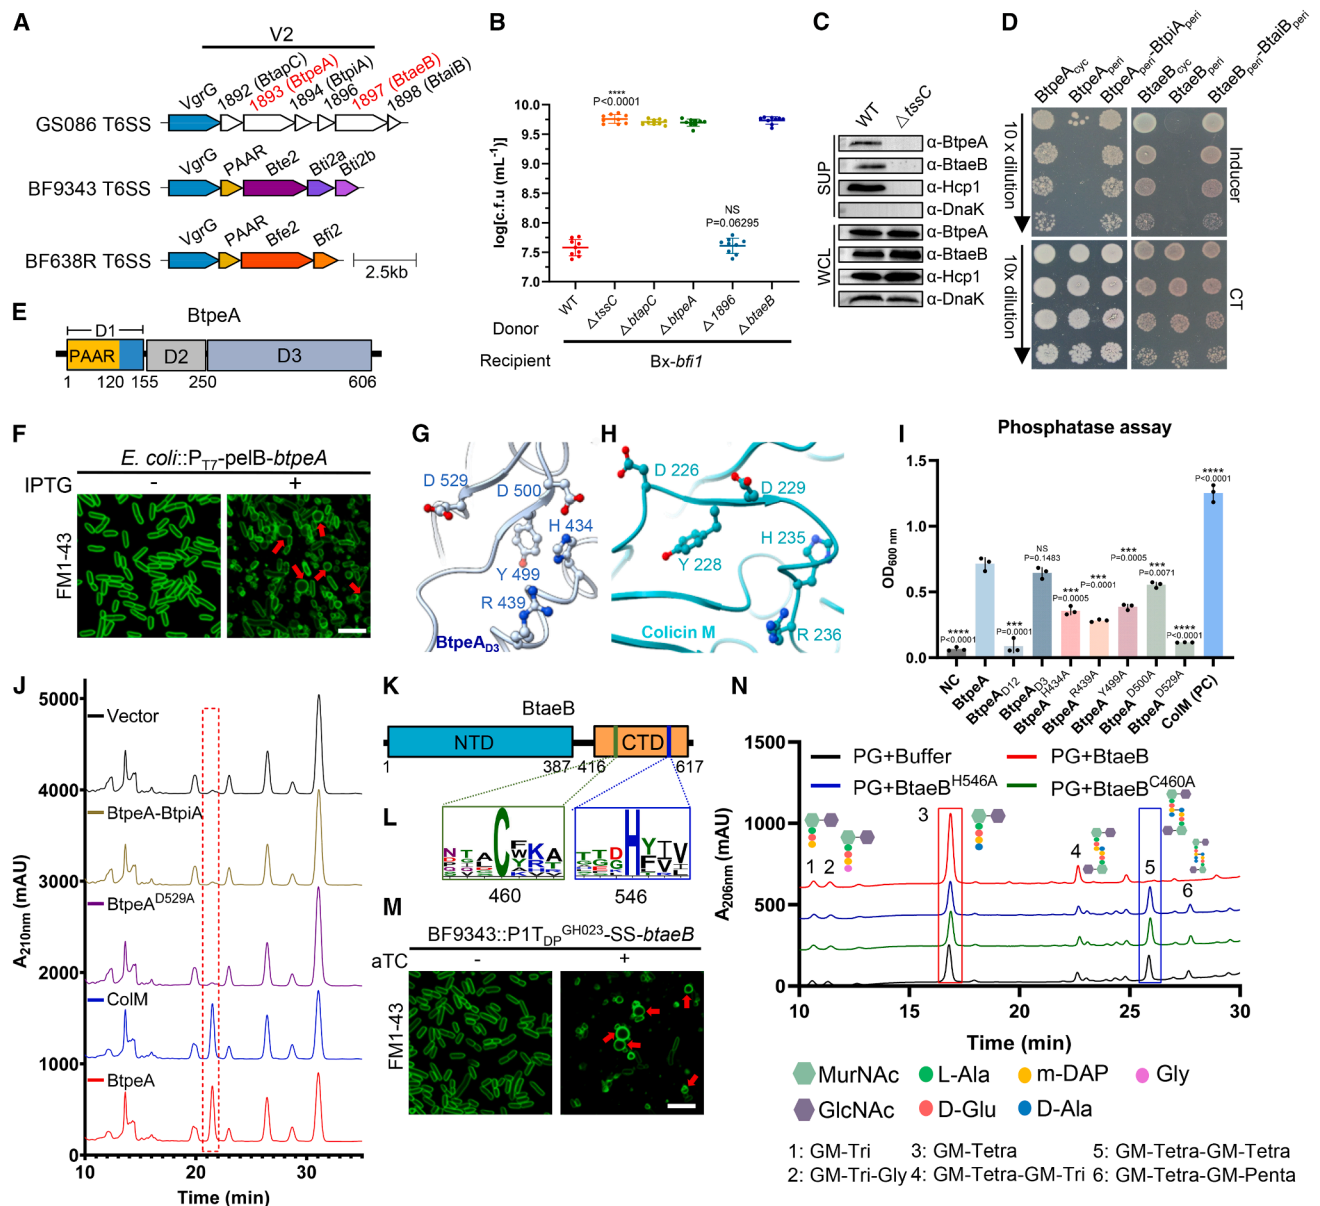 A
V2
VgrG
1892 (BtapC)
1893 (BtpeA)
1894 (BtpiA)
1896
1897 (BtaeB)
1898 (BtaiB)
GS086 T6SS
VgrG
PAAR
Bte2
Bti2a
Bti2b
BF9343 T6SS
VgrG
PAAR
Bfe2
Bfi2
BF638R T6SS
2.5kb
B
log[c.f.u (mL⁻¹)]
10.0
9.5
9.0
8.5
8.0
7.5
7.0
****
P<0.0001
NS
P=0.06295
WT
ΔtssC
ΔbtapC
ΔbtpeA
Δ1896
ΔbtaeB
Donor
Recipient
Bx-bfi1
C
WT
ΔtssC
SUP
α-BtpeA
α-BtaeB
α-Hcp1
α-DnaK
WCL
α-BtpeA
α-BtaeB
α-Hcp1
α-DnaK
D
BtpeAcyc
BtpeAperi
BtpeAperi-BtpiAperi
BtaeBcyc
BtaeBperi
BtaeBperi-BtaiBperi
10 x dilution
Inducer
10x dilution
CT
E
BtpeA
D1
PAAR
D2
D3
1
120
155
250
606
F
E. coli::PT7-pelB-btpeA
IPTG
-
+
FM1-43
G
D 529
D 500
H 434
Y 499
R 439
BtpeAD3
H
D 226
D 229
H 235
Y 228
R 236
Colicin M
I
Phosphatase assay
OD600 nm
1.5
1.0
0.5
0.0
****
P<0.0001
***
P=0.0001
NS
P=0.1483
***
P=0.0005
***
P=0.0001
***
P=0.0005
***
P=0.0071
****
P<0.0001
****
P<0.0001
NC
BtpeA
BtpeAD12
BtpeAD3
BtpeAH434A
BtpeAR439A
BtpeAY499A
BtpeAD500A
BtpeAD529A
ColM (PC)
J
A210nm (mAU)
5000
4000
3000
2000
1000
0
Vector
BtpeA-BtpiA
BtpeAD529A
ColM
BtpeA
10
20
30
Time (min)
K
BtaeB
NTD
CTD
1
387
416
617
L
460
546
M
BF9343::P1TDPGH023-SS-btaeB
aTC
-
+
FM1-43
N
A206nm (mAU)
1500
1000
500
0
PG+Buffer
PG+BtaeB
PG+BtaeBH546A
PG+BtaeBC460A
1
2
3
4
5
6
10
15
20
25
30
Time (min)
MurNAc
L-Ala
m-DAP
Gly
GlcNAc
D-Glu
D-Ala
1: GM-Tri
3: GM-Tetra
5: GM-Tetra-GM-Tetra
2: GM-Tri-Gly
4: GM-Tetra-GM-Tri
6: GM-Tetra-GM-Penta